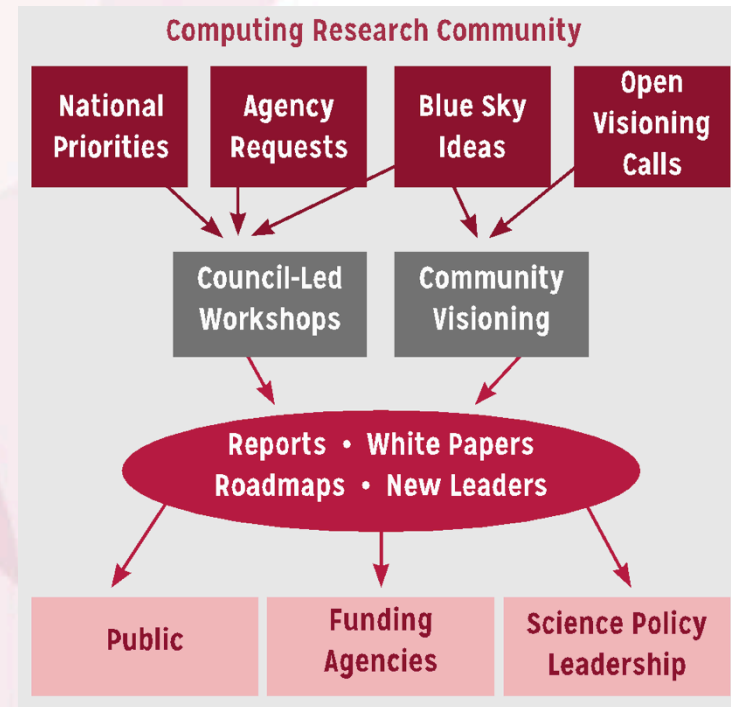 Computing Research Community
National
Priorities
Agency
Requests
Blue Sky
Ideas
Open
Visioning
Calls
Council-Led
Workshops
Community
Visioning
Reports • White Papers
Roadmaps • New Leaders
Public
Funding
Agencies
Science Policy
Leadership